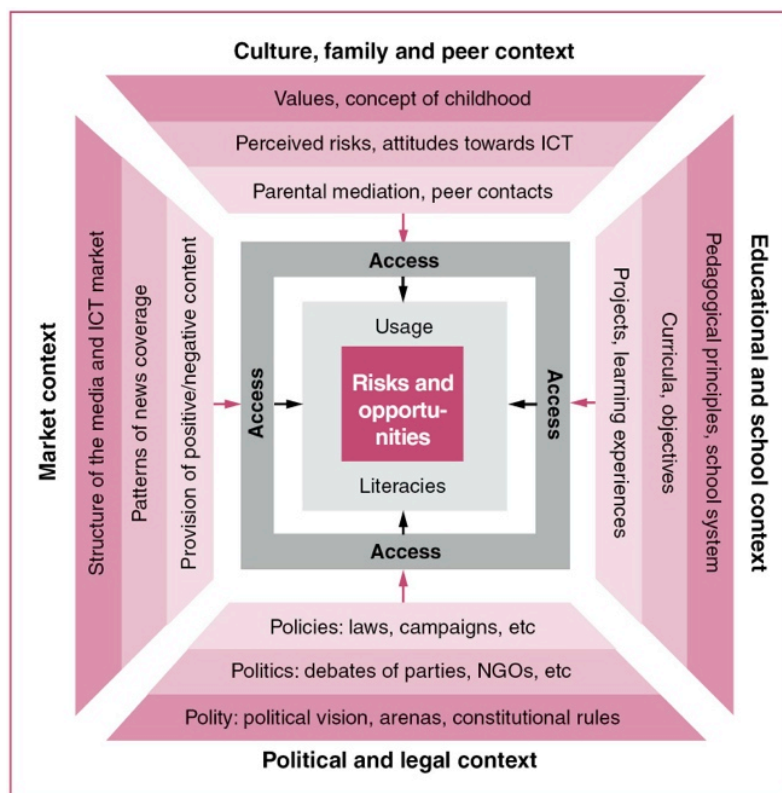 Culture, family and peer context
Values, concept of childhood
Perceived risks, attitudes towards ICT
Parental mediation, peer contacts
Market context
Structure of the media and ICT market
Patterns of news coverage
Provision of positive/negative content
Access
Access
Usage
Risks and
opportu-
nities
Literacies
Access
Access
Projects, learning experiences
Curricula, objectives
Pedagogical principles, school system
Educational and school context
Policies: laws, campaigns, etc
Politics: debates of parties, NGOs, etc
Polity: political vision, arenas, constitutional rules
Political and legal context